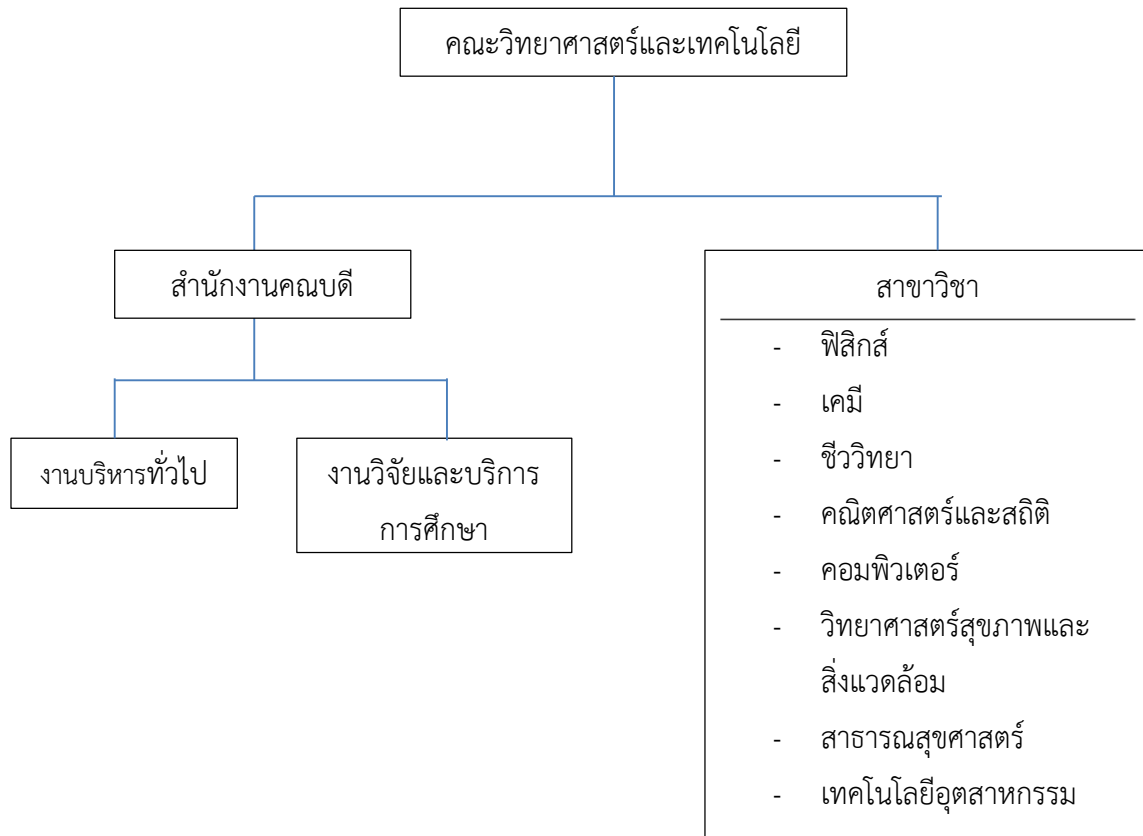 คณะวิทยาศาสตร์และเทคโนโลยี
สำนักงานคณบดี
งานบริหารทั่วไป
งานวิจัยและบริการ
การศึกษา
สาขาวิชา
- ฟิสิกส์
- เคมี
- ชีววิทยา
- คณิตศาสตร์และสถิติ
- คอมพิวเตอร์
- วิทยาศาสตร์สุขภาพและ
สิ่งแวดล้อม
- สาธารณสุขศาสตร์
- เทคโนโลยีอุตสาหกรรม